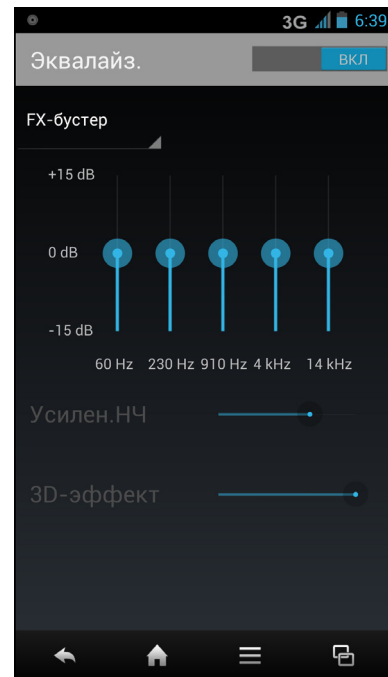 3G 6:39
Эквалайз. ВКЛ
FX-бустер
+15 dB
0 dB
-15 dB
60 Hz 230 Hz 910 Hz 4 kHz 14 kHz
Усилен.НЧ
3D-эффект